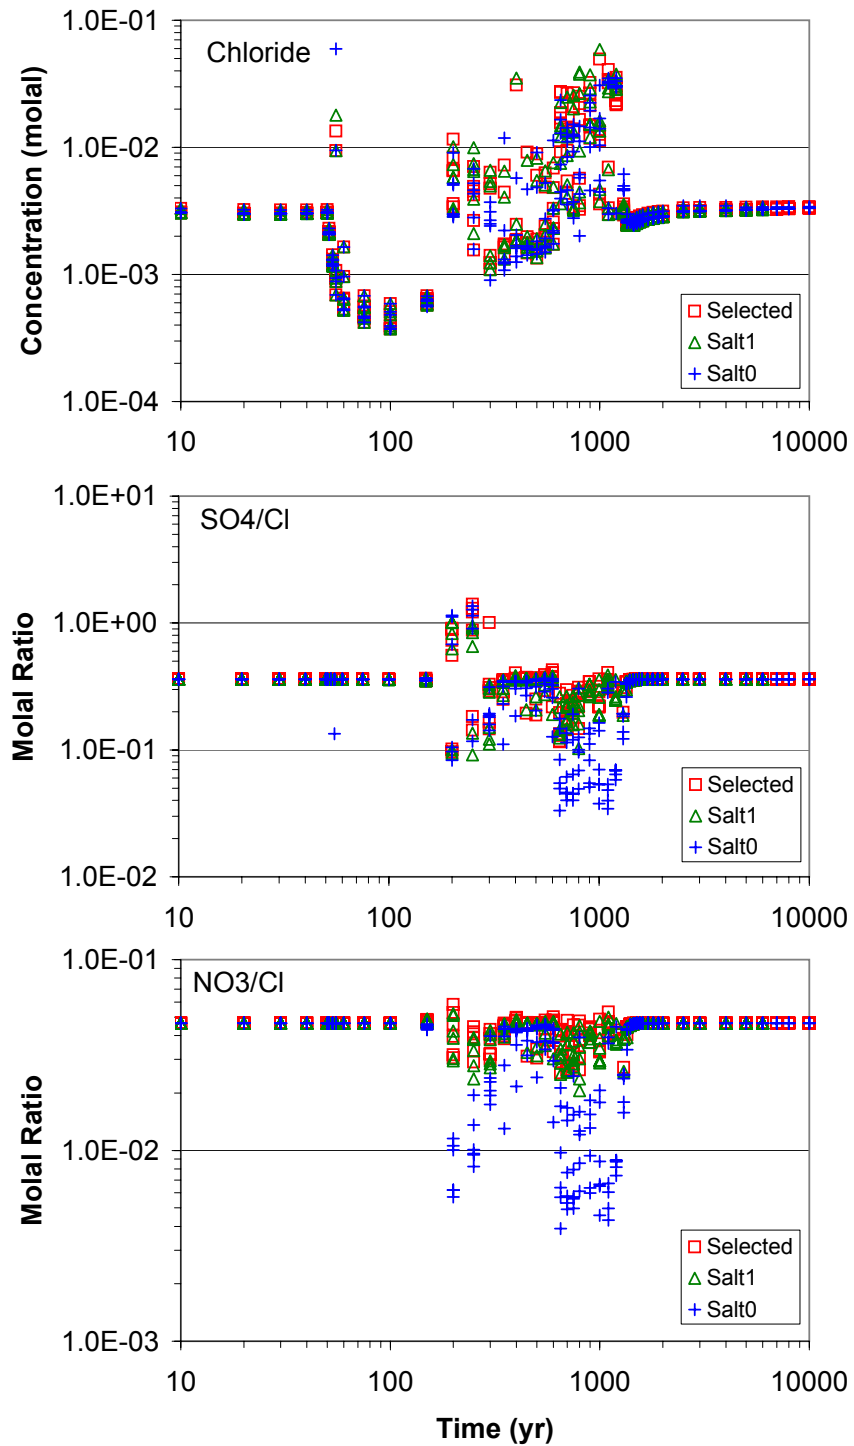 1.0E-01
Chloride
1.0E-02
1.0E-03
1.0E-04
Concentration (molal)
Selected
Salt1
Salt0
10 100 1000 10000
1.0E+01
SO4/Cl
1.0E+00
1.0E-01
1.0E-02
Molal Ratio
Selected
Salt1
Salt0
10 100 1000 10000
1.0E-01
NO3/Cl
1.0E-02
1.0E-03
Molal Ratio
Selected
Salt1
Salt0
10 100 1000 10000
Time (yr)